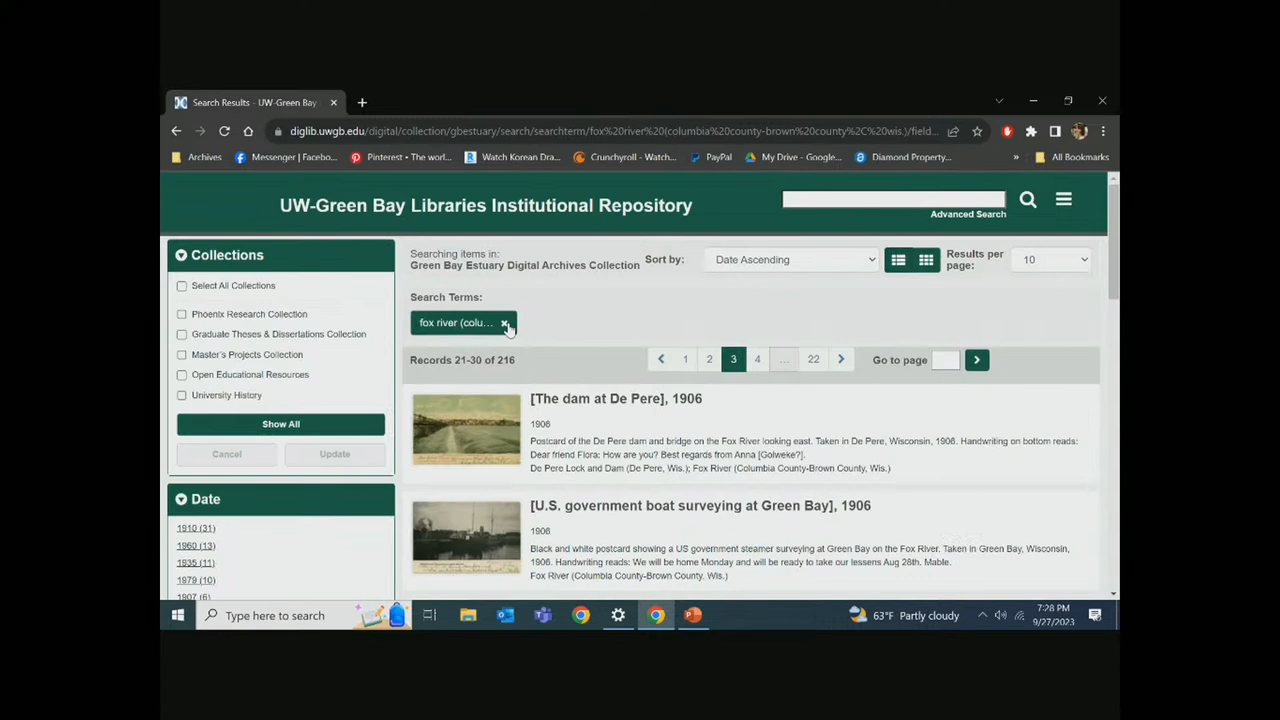 Search Results - UW-Green Bay
diglib.uwgb.edu/digital/collection/gbestuary/search/searchterm/fox%20river%20(columbia%20county-brown%20county%2C%20wis.)/field...
Archives Messenger | Facebo... Pinterest • The worl... Watch Korean Dra... Crunchyroll - Watch... PayPal My Drive - Google... Diamond Property... » All Bookmarks
UW-Green Bay Libraries Institutional Repository
Advanced Search
Collections
Select All Collections
Phoenix Research Collection
Graduate Theses & Dissertations Collection
Master's Projects Collection
Open Educational Resources
University History
Show All
Cancel Update
Date
1910 (31)
1960 (13)
1935 (11)
1979 (10)
1907 (6)
Searching items in:
Green Bay Estuary Digital Archives Collection
Sort by: Date Ascending
Results per page: 10
Search Terms:
fox river (colu...
Records 21-30 of 216
1 2 3 4 ... 22
Go to page
[The dam at De Pere], 1906
1906
Postcard of the De Pere dam and bridge on the Fox River looking east. Taken in De Pere, Wisconsin, 1906. Handwriting on bottom reads:
Dear friend Flora: How are you? Best regards from Anna [Golweke?].
De Pere Lock and Dam (De Pere, Wis.); Fox River (Columbia County-Brown County, Wis.)
[U.S. government boat surveying at Green Bay], 1906
1906
Black and white postcard showing a US government steamer surveying at Green Bay on the Fox River. Taken in Green Bay, Wisconsin,
1906. Handwriting reads: We will be home Monday and will be ready to take our lessens Aug 28th. Mable.
Fox River (Columbia County-Brown County, Wis.)
Type here to search
63°F Partly cloudy
7:28 PM
9/27/2023